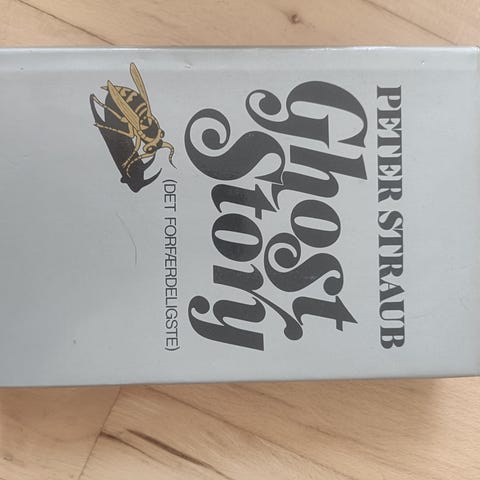 PETER STRAUB
Ghost
Story
(DET FORFÆRDELIGSTE)